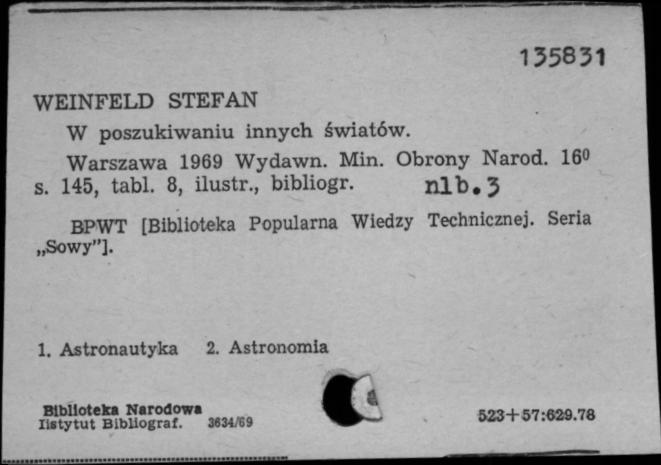 135831
WEINFELD STEFAN
W poszukiwaniu innych światów.
Warszawa 1969 Wydawn. Min. Obrony Narod. 16⁰
s. 145, tabl. 8, ilustr., bibliogr. nlb.3
BPWT [Biblioteka Popularna Wiedzy Technicznej. Seria
„Sowy”].
1. Astronautyka 2. Astronomia
Biblioteka Narodowa
Iistytut Bibliograf. 3634/69
523+57:629.78